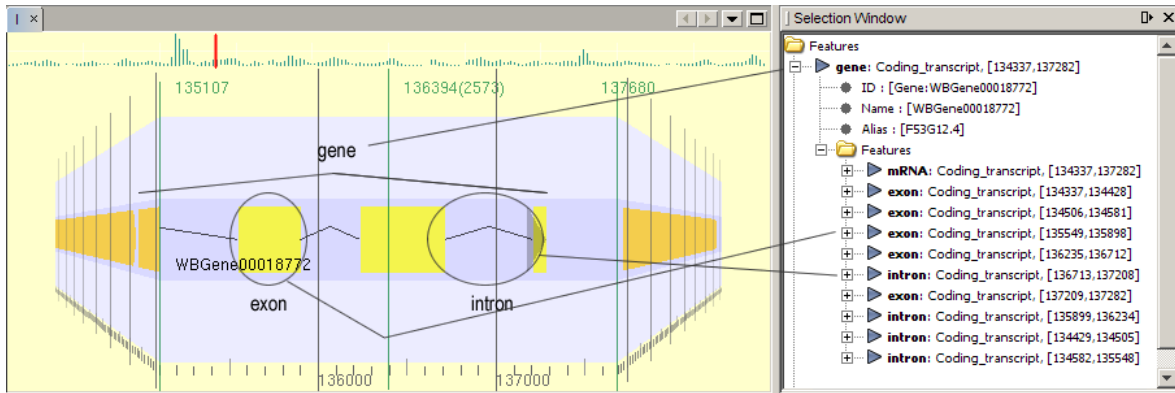 I ×
135107
136394(2573)
137680
gene
WBGene00018772
exon
intron
136000
137000
Selection Window
Features
gene: Coding_transcript, [134337,137282]
ID : [Gene:WBGene00018772]
Name : [WBGene00018772]
Alias : [F53G12.4]
Features
mRNA: Coding_transcript, [134337,137282]
exon: Coding_transcript, [134337,134428]
exon: Coding_transcript, [134506,134581]
exon: Coding_transcript, [135549,135898]
exon: Coding_transcript, [136235,136712]
intron: Coding_transcript, [136713,137208]
exon: Coding_transcript, [137209,137282]
intron: Coding_transcript, [135899,136234]
intron: Coding_transcript, [134429,134505]
intron: Coding_transcript, [134582,135548]